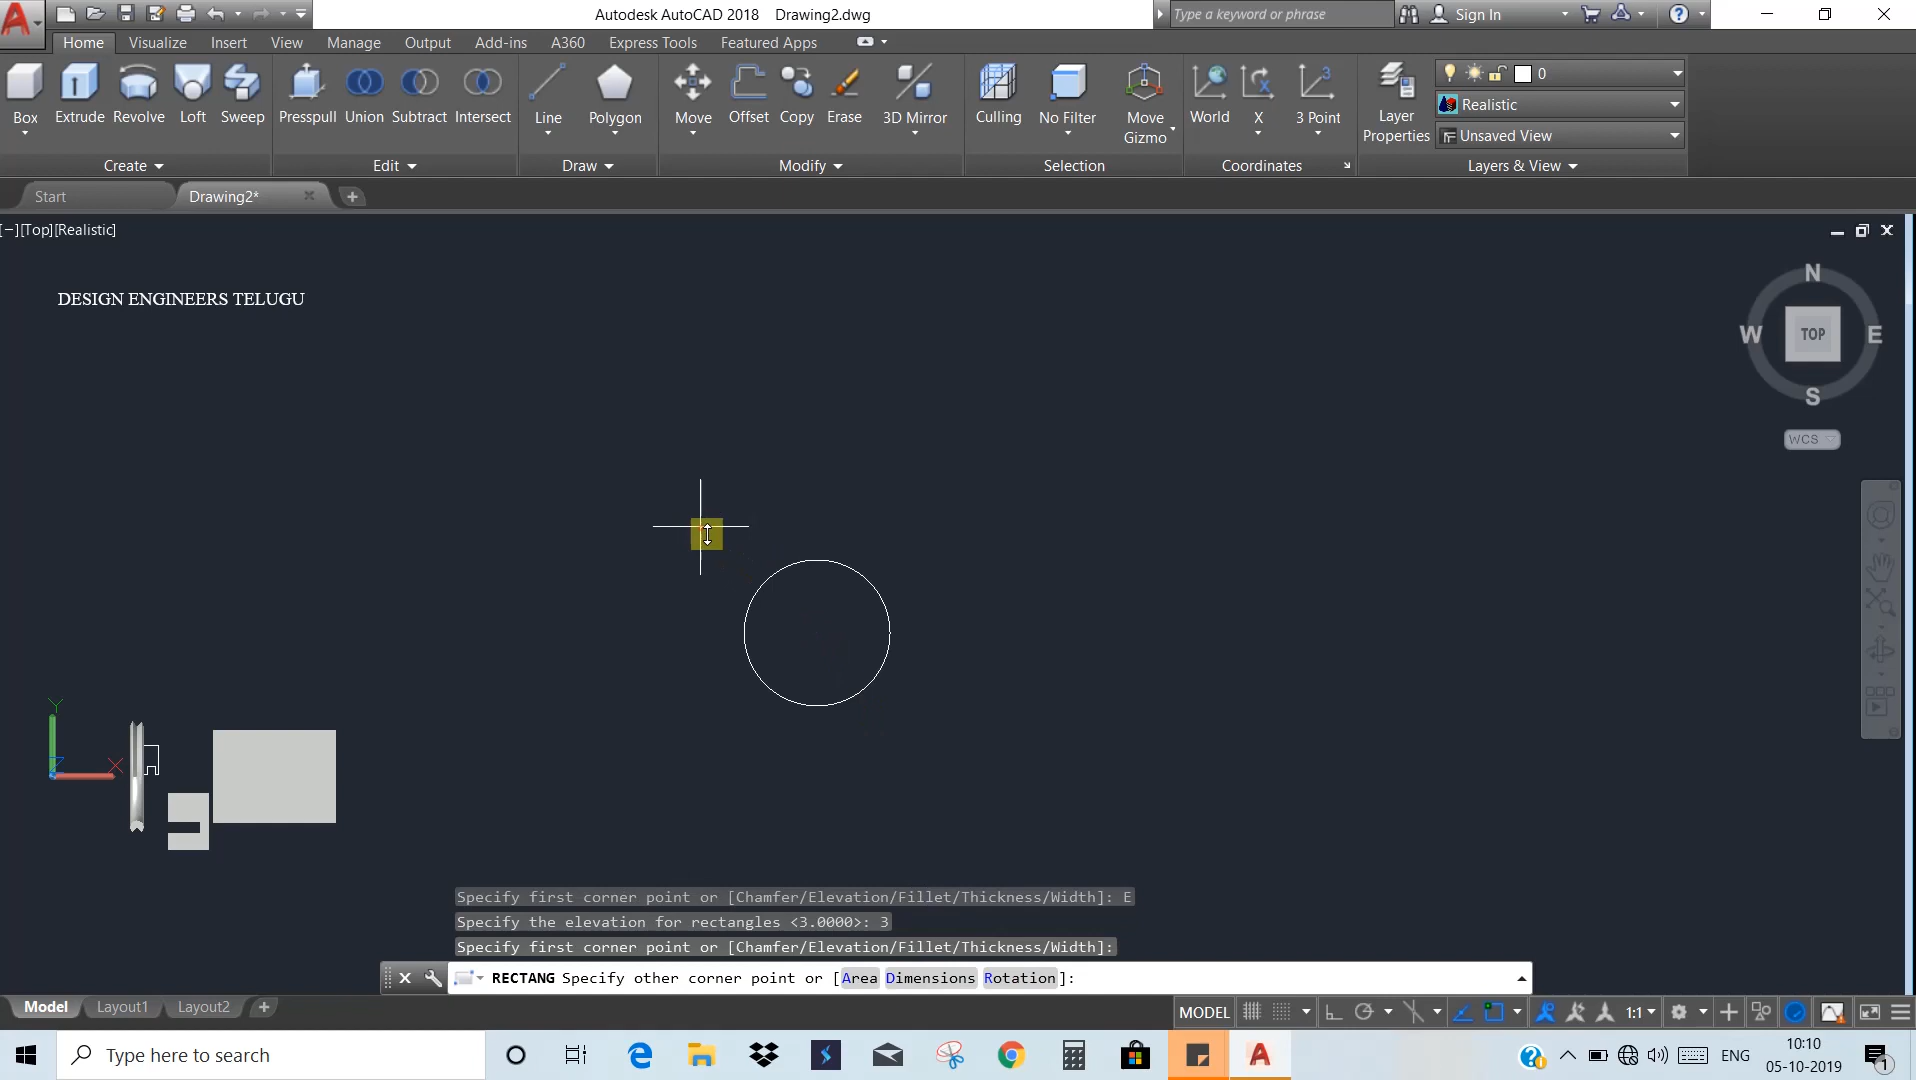 Autodesk AutoCAD 2018 Drawing2.dwg
Type a keyword or phrase
Sign In
Home Visualize Insert View Manage Output Add-ins A360 Express Tools Featured Apps
Box Extrude Revolve Loft Sweep Presspull Union Subtract Intersect Line Polygon Move Offset Copy Erase 3D Mirror Culling No Filter Move Gizmo World X 3 Point Layer Properties
0
Realistic
Unsaved View
Create Edit Draw Modify Selection Coordinates Layers & View
Start Drawing2*
[−][Top][Realistic]
DESIGN ENGINEERS TELUGU
N
W TOP E
S
WCS
Y
X
Specify first corner point or [Chamfer/Elevation/Fillet/Thickness/Width]: E
Specify the elevation for rectangles <3.0000>: 3
Specify first corner point or [Chamfer/Elevation/Fillet/Thickness/Width]:
RECTANG Specify other corner point or [Area Dimensions Rotation]:
Model Layout1 Layout2
MODEL 1:1
Type here to search
ENG
10:10
05-10-2019
1